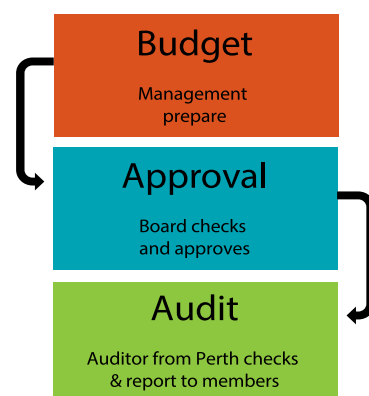 Budget
Management
prepare
Approval
Board checks
and approves
Audit
Auditor from Perth checks
& report to members